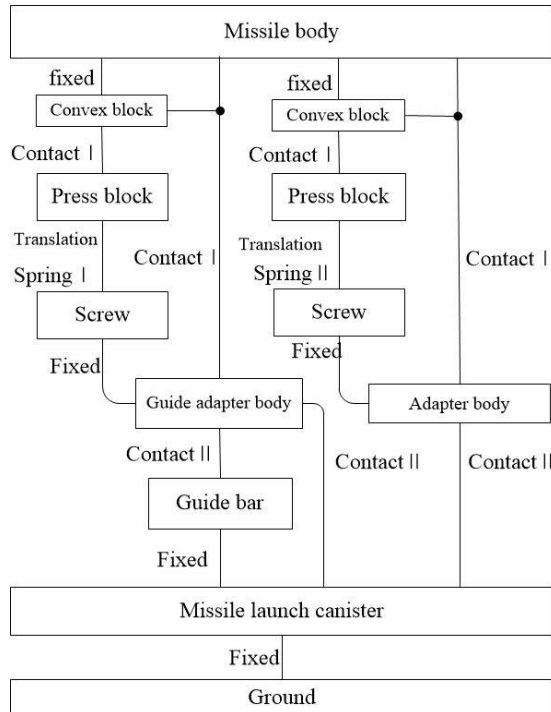 Missile body
fixed
fixed
Convex block
Convex block
Contact Ⅰ
Contact Ⅰ
Press block
Press block
Translation
Translation
Contact Ⅰ
Contact Ⅰ
Spring Ⅰ
Spring Ⅱ
Screw
Screw
Fixed
Fixed
Guide adapter body
Adapter body
Contact Ⅱ
Contact Ⅱ
Contact Ⅱ
Guide bar
Fixed
Missile launch canister
Fixed
Ground